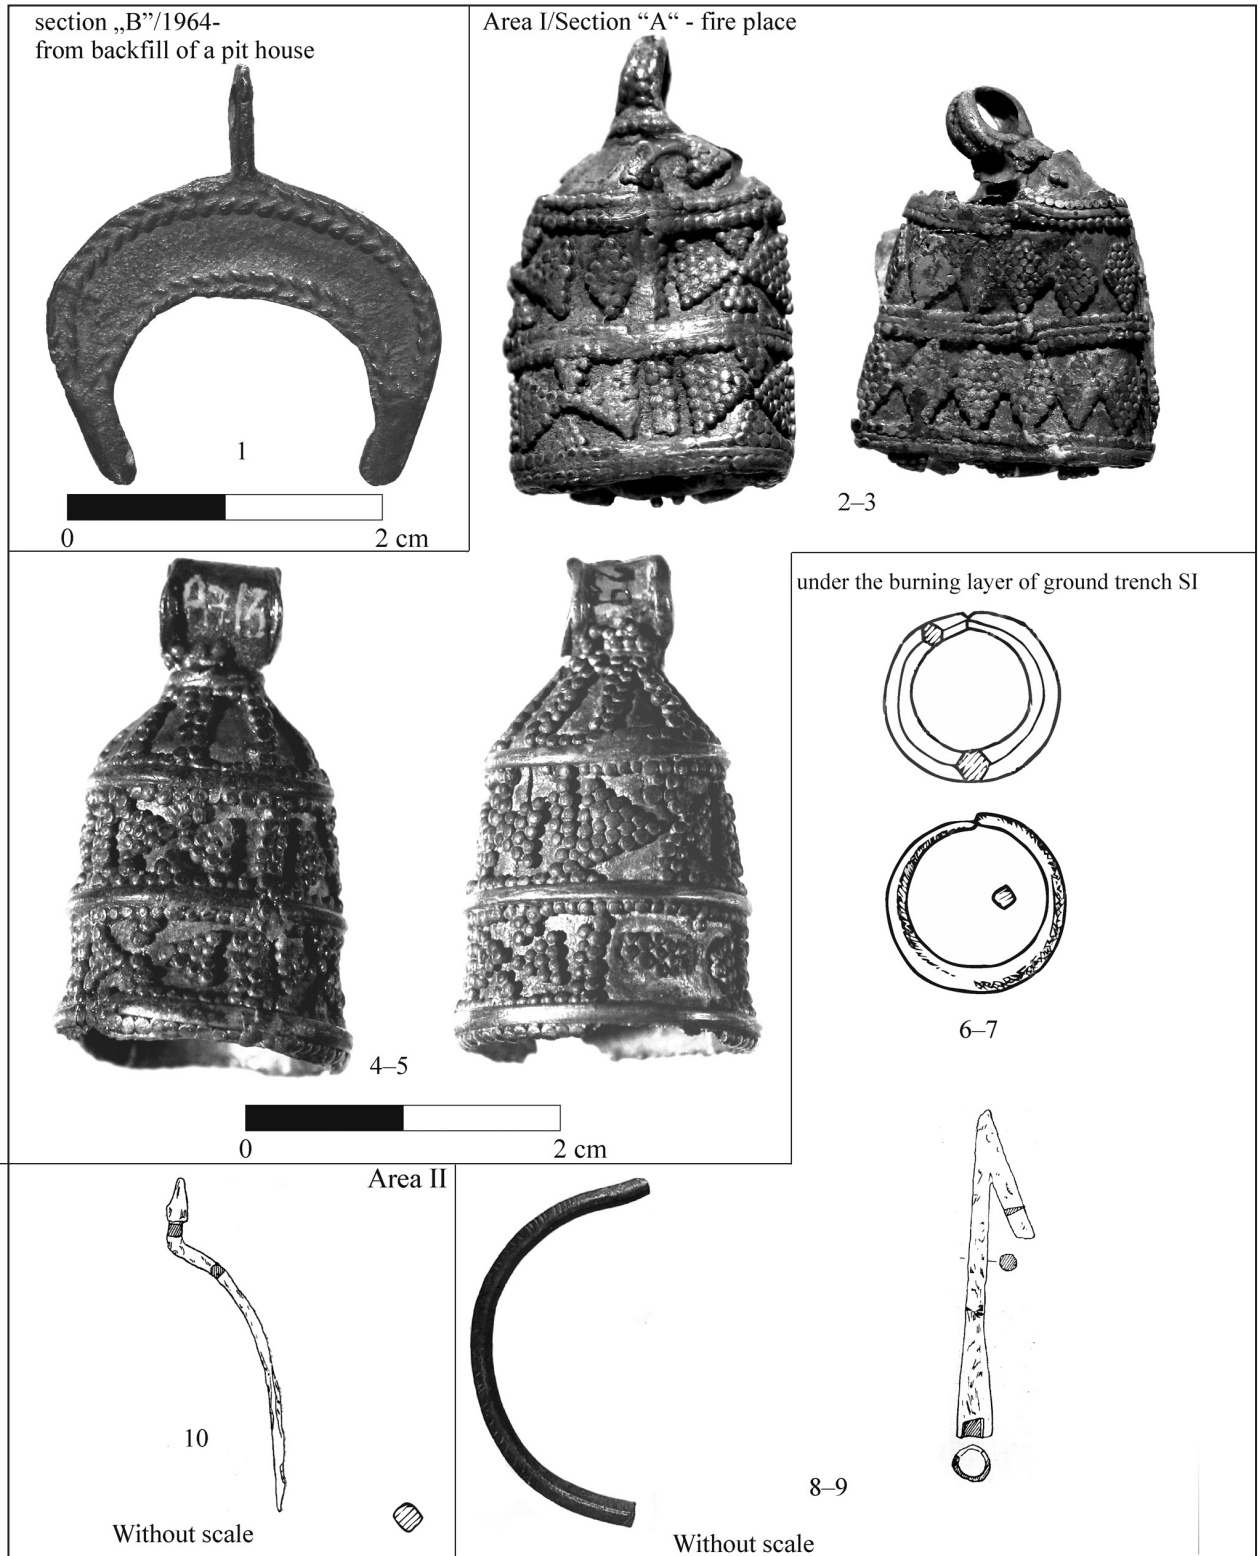 section „B”/1964-
from backfill of a pit house
Area I/Section “A“ - fire place
1
0 2 cm
2–3
under the burning layer of ground trench SI
4–5
0 2 cm
6–7
Area II
10
Without scale
8–9
Without scale